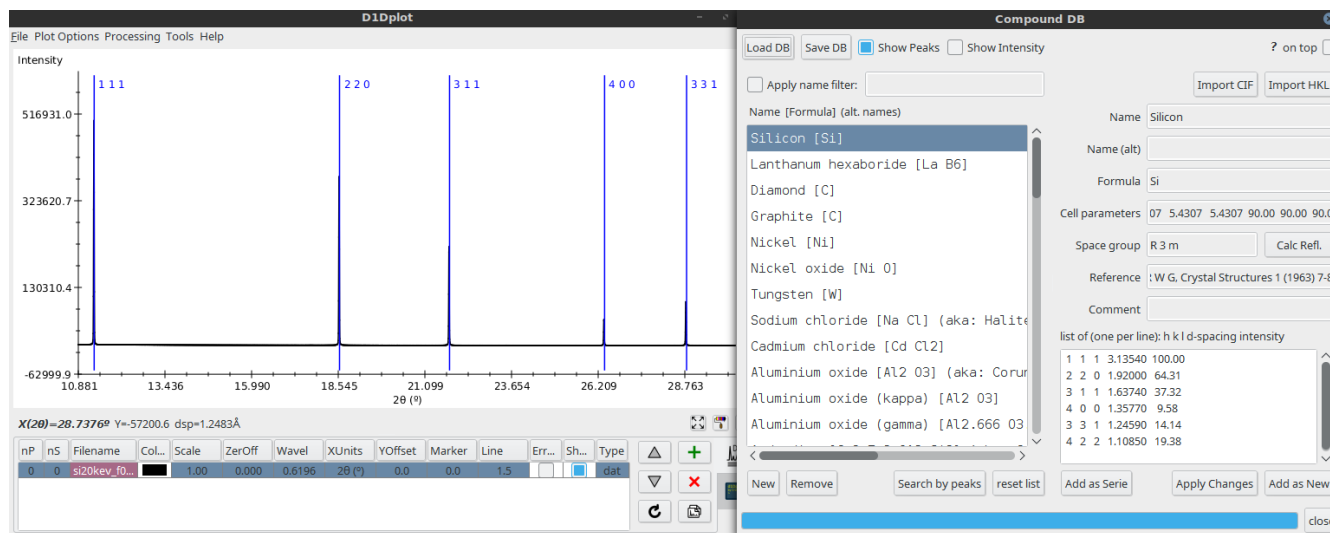 D1Dplot
File Plot Options Processing Tools Help
Intensity
516931.0
323620.7
130310.4
-62999.9
1 1 1
2 2 0
3 1 1
4 0 0
3 3 1
10.881 13.436 15.990 18.545 21.099 23.654 26.209 28.763
2θ (º)
X(2θ)=28.7376º Y=-57200.6 dsp=1.2483Å
nP nS Filename Col... Scale ZerOff Wavel XUnits YOffset Marker Line Err... Sh... Type
0 0 si20kev_f0... 1.00 0.000 0.6196 2θ (º) 0.0 0.0 1.5 dat
Compound DB
Load DB Save DB Show Peaks Show Intensity ? on top
Apply name filter: Import CIF Import HKL
Name [Formula] (alt. names)
Silicon [Si]
Lanthanum hexaboride [La B6]
Diamond [C]
Graphite [C]
Nickel [Ni]
Nickel oxide [Ni O]
Tungsten [W]
Sodium chloride [Na Cl] (aka: Halite
Cadmium chloride [Cd Cl2]
Aluminium oxide [Al2 O3] (aka: Corun
Aluminium oxide (kappa) [Al2 O3]
Aluminium oxide (gamma) [Al2.666 O3
Name Silicon
Name (alt)
Formula Si
Cell parameters 07 5.4307 5.4307 90.00 90.00 90.0
Space group R 3 m Calc Refl.
Reference W G, Crystal Structures 1 (1963) 7-8
Comment
list of (one per line): h k l d-spacing intensity
1 1 1 3.13540 100.00
2 2 0 1.92000 64.31
3 1 1 1.63740 37.32
4 0 0 1.35770 9.58
3 3 1 1.24590 14.14
4 2 2 1.10850 19.38
New Remove Search by peaks reset list Add as Serie Apply Changes Add as New
close